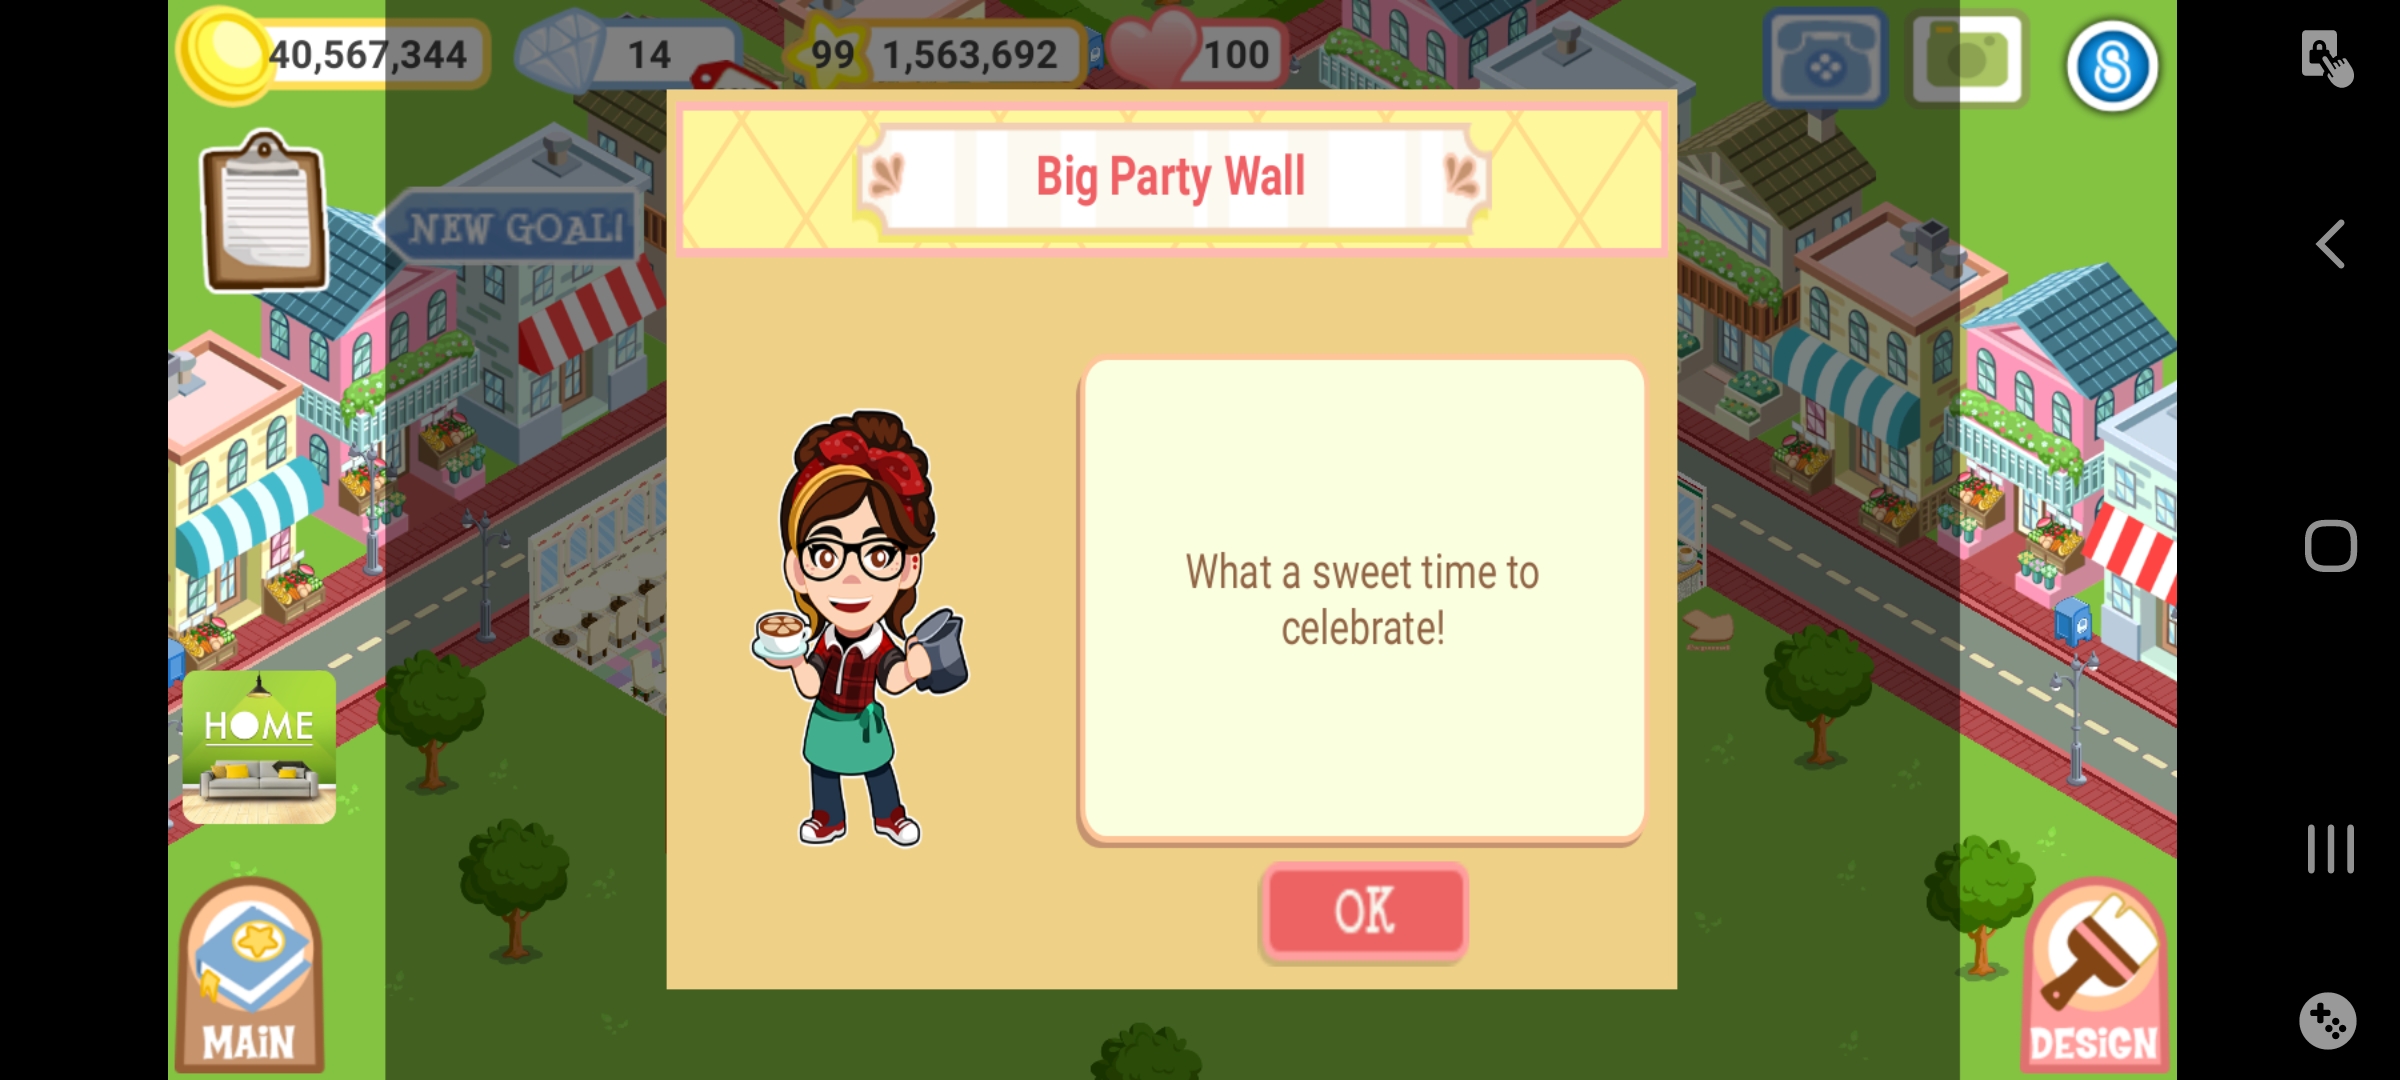 40,567,344
14
99 1,563,692
100
NEW GOAL!
Big Party Wall
What a sweet time to
celebrate!
OK
HOME
MAIN
DESIGN
Expand